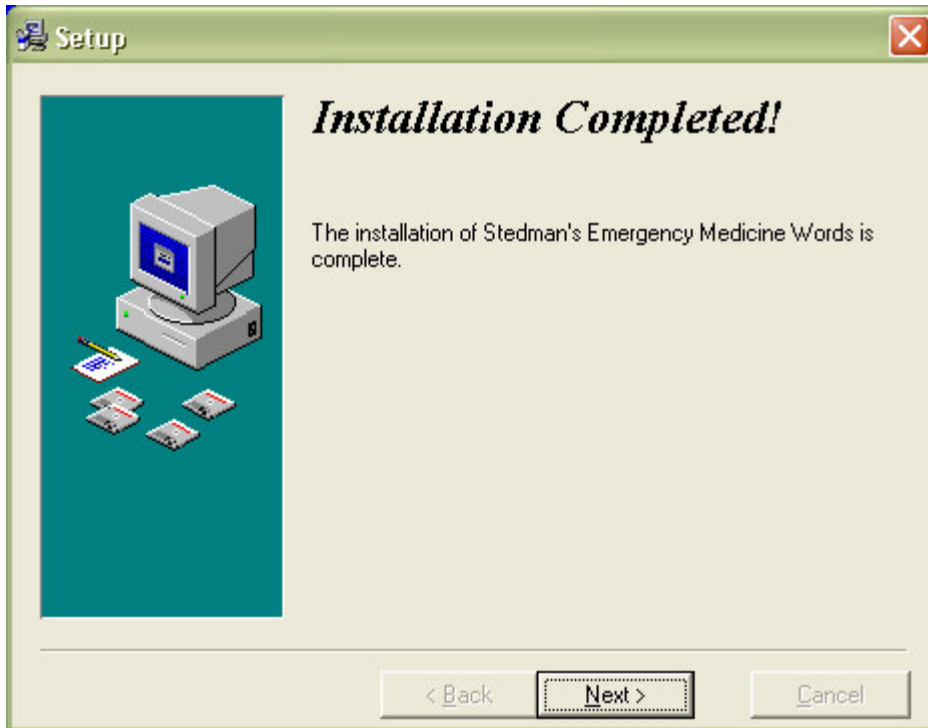 Setup
Installation Completed!
The installation of Stedman's Emergency Medicine Words is
complete.
< Back
Next >
Cancel